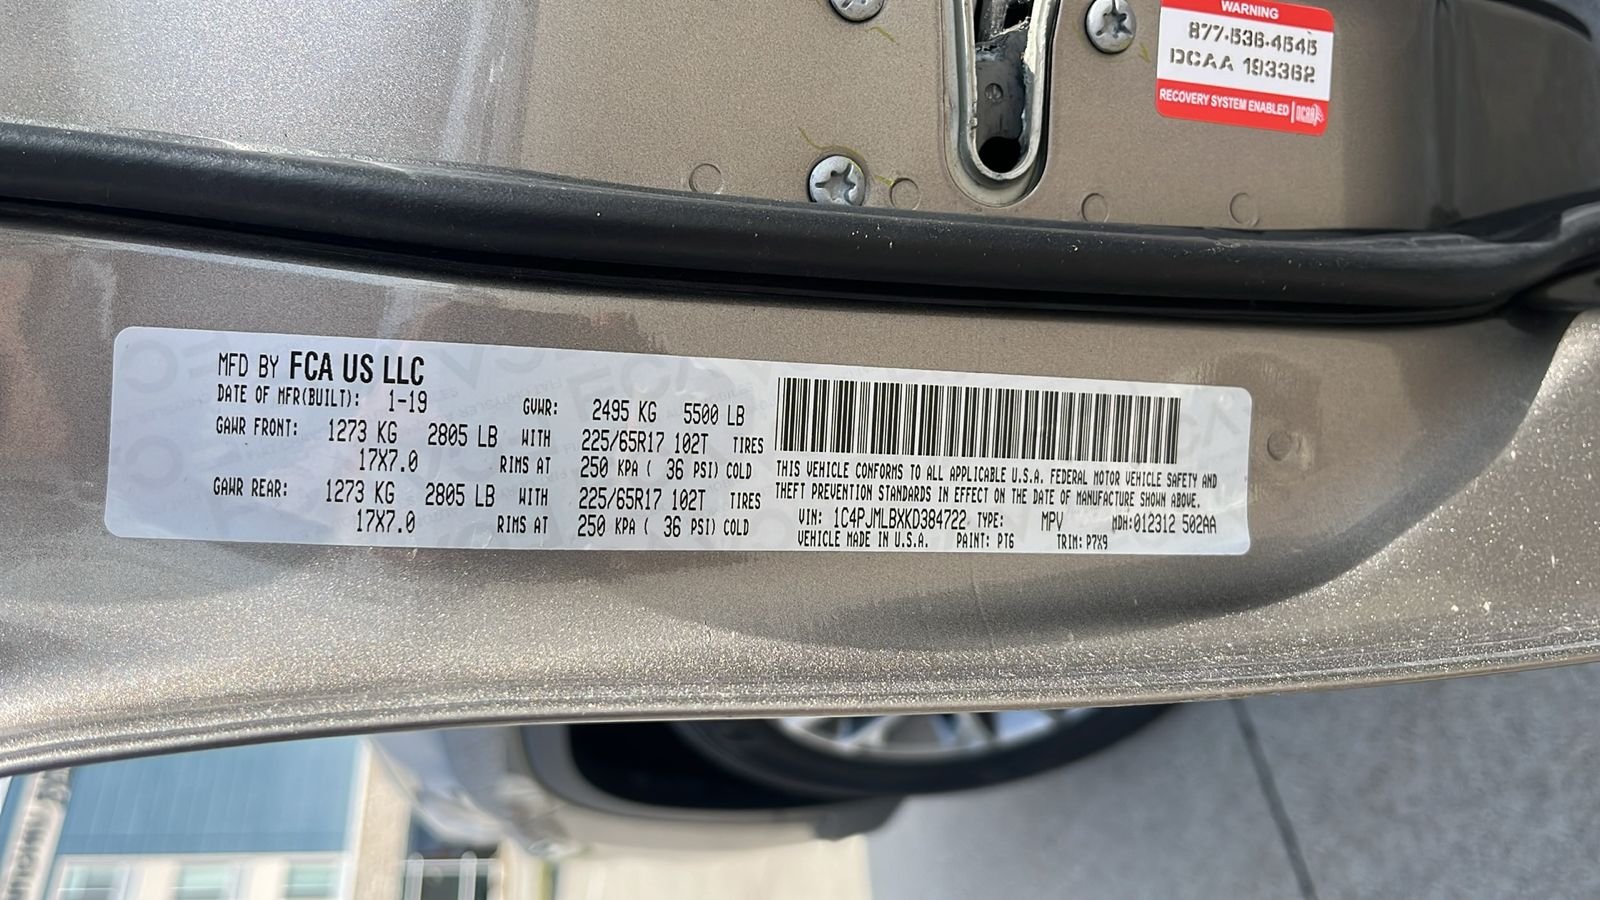 WARNING
877-536-4545
DCAA 193362
RECOVERY SYSTEM ENABLED DCAA
MFD BY FCA US LLC
DATE OF MFR(BUILT): 1-19 GVWR: 2495 KG 5500 LB
GAWR FRONT: 1273 KG 2805 LB WITH 225/65R17 102T TIRES
17X7.0 RIMS AT 250 KPA ( 36 PSI) COLD
GAWR REAR: 1273 KG 2805 LB WITH 225/65R17 102T TIRES
17X7.0 RIMS AT 250 KPA ( 36 PSI) COLD
THIS VEHICLE CONFORMS TO ALL APPLICABLE U.S.A. FEDERAL MOTOR VEHICLE SAFETY AND
THEFT PREVENTION STANDARDS IN EFFECT ON THE DATE OF MANUFACTURE SHOWN ABOVE.
VIN: 1C4PJMLBXKD384722 TYPE: MPV MDH:012312 502AA
VEHICLE MADE IN U.S.A. PAINT: PTG TRIM: P7X9